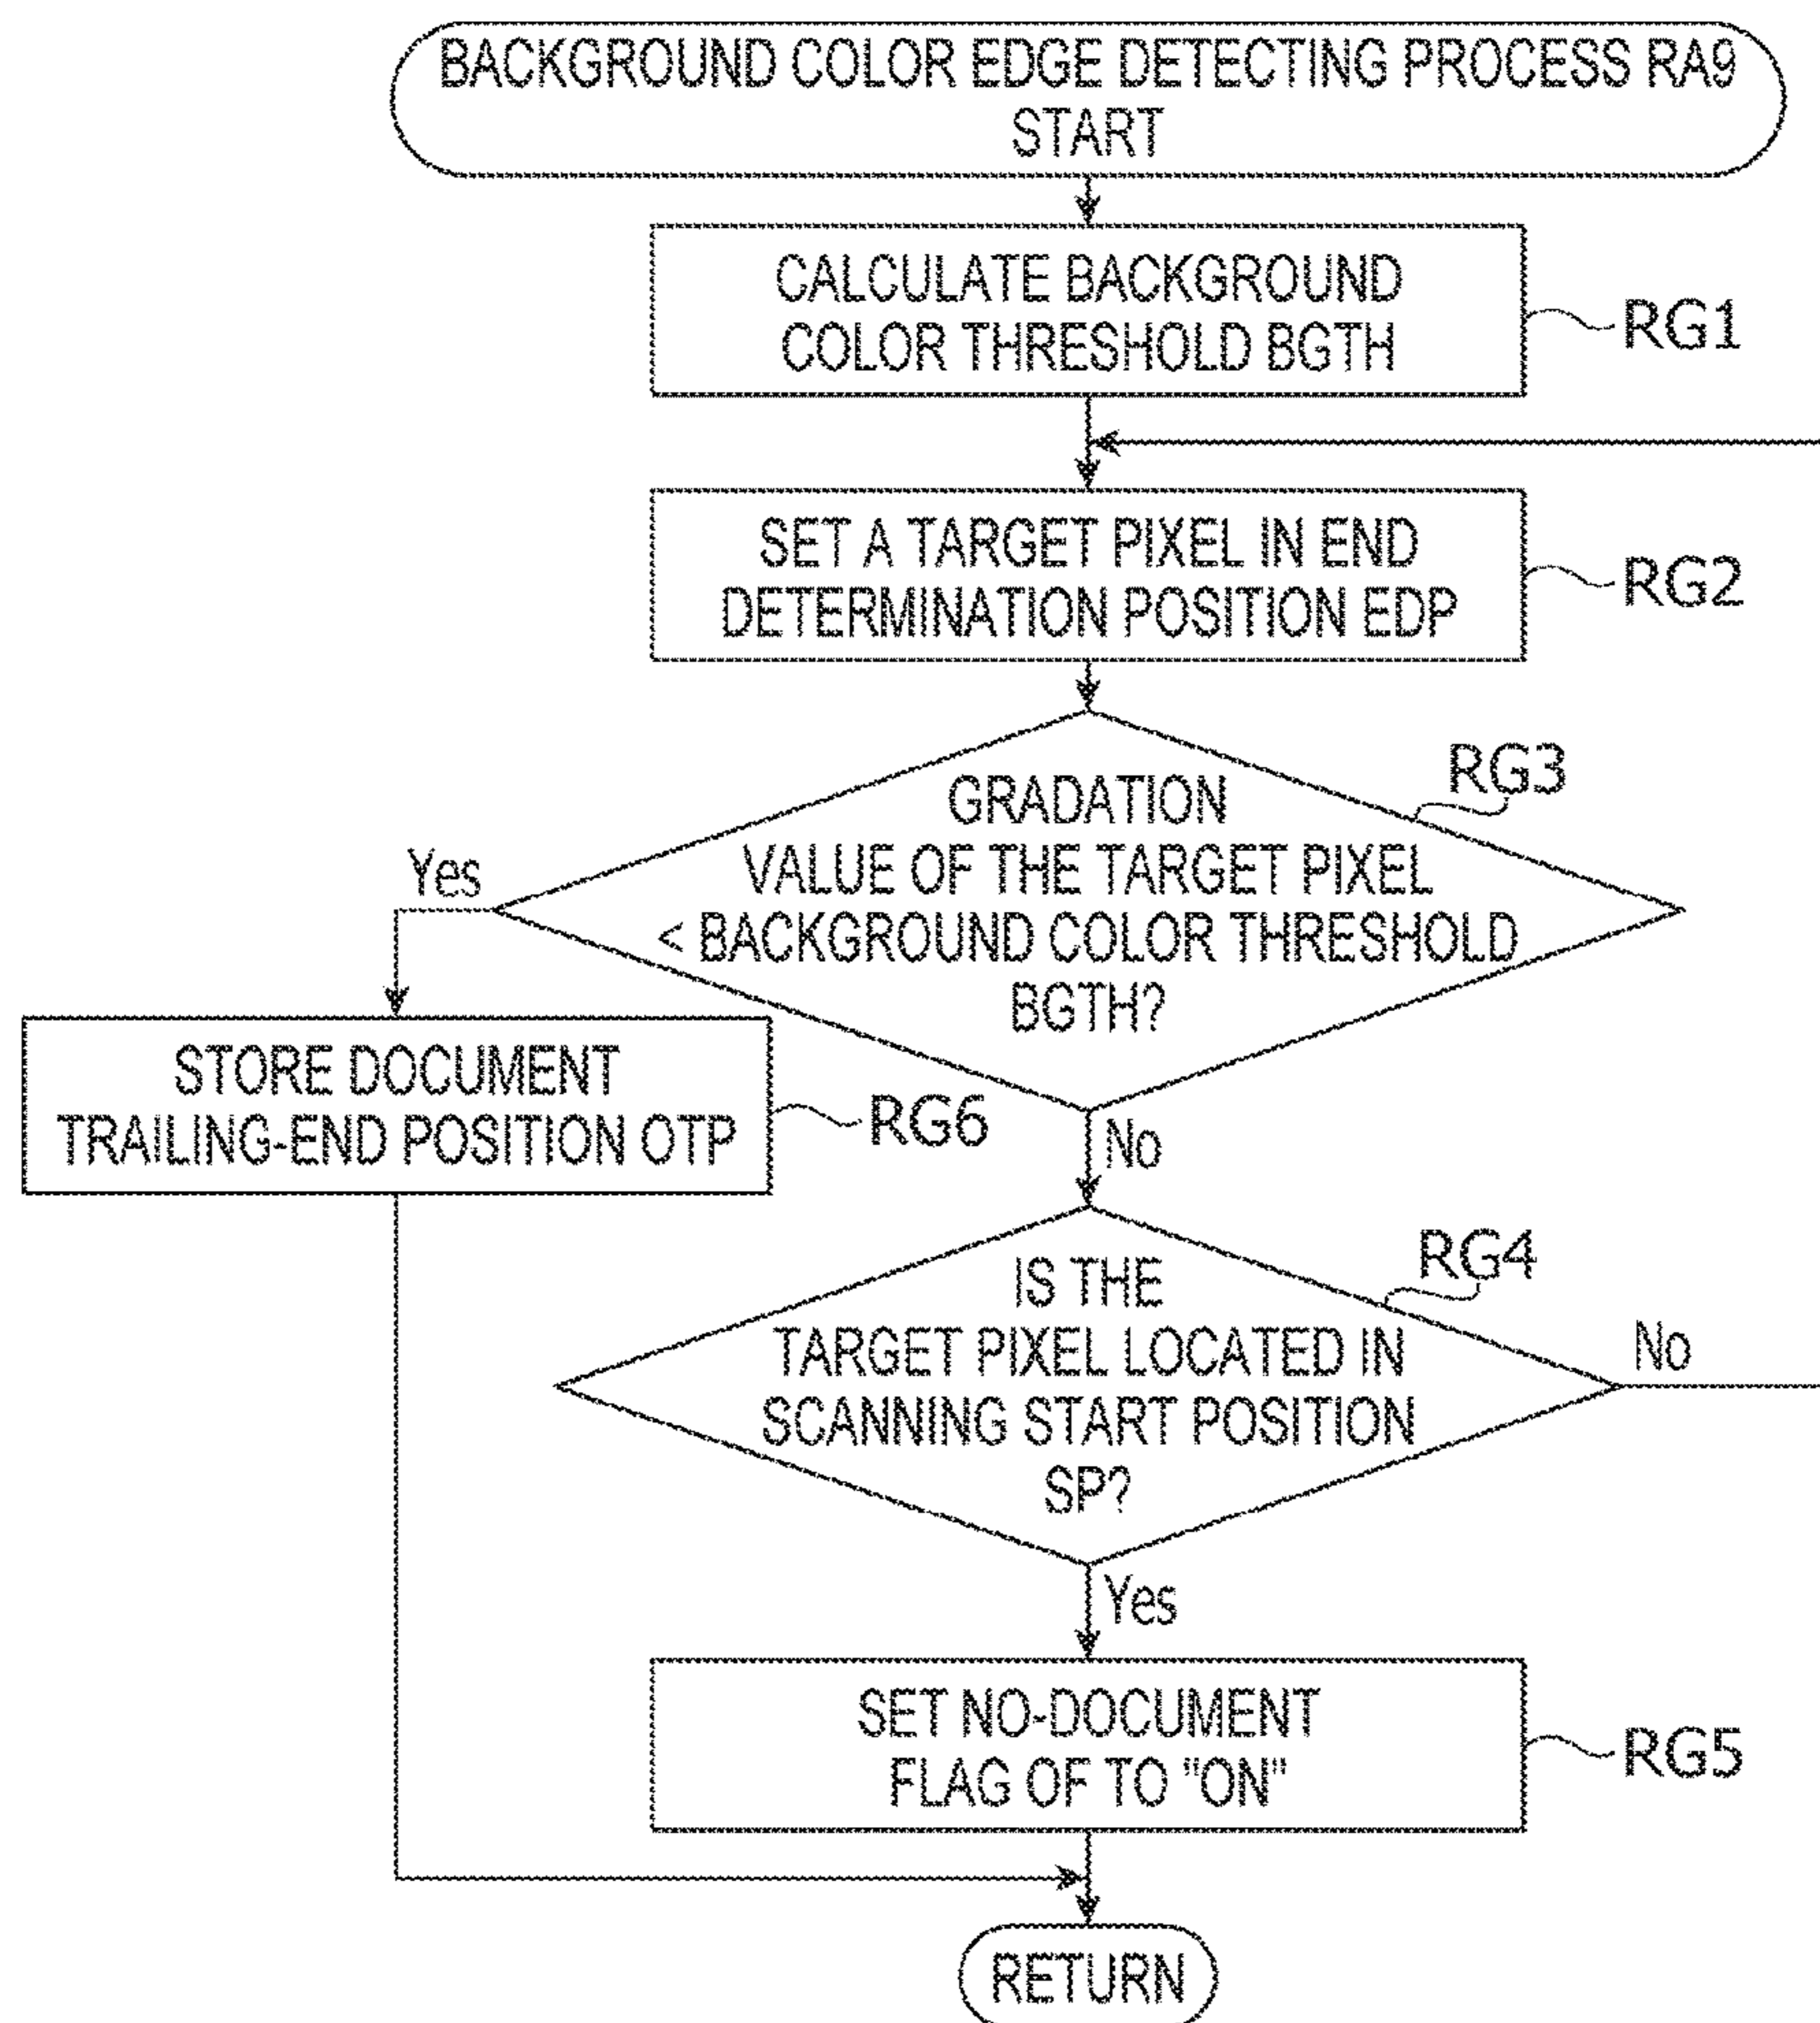 BACKGROUND COLOR EDGE DETECTING PROCESS RA9
START
CALCULATE BACKGROUND
COLOR THRESHOLD BGTH
RG1
SET A TARGET PIXEL IN END
DETERMINATION POSITION EDP
RG2
RG3
GRADATION
VALUE OF THE TARGET PIXEL
< BACKGROUND COLOR THRESHOLD
BGTH?
Yes
STORE DOCUMENT
TRAILING-END POSITION OTP
RG6
No
RG4
IS THE
TARGET PIXEL LOCATED IN
SCANNING START POSITION
SP?
No
Yes
SET NO-DOCUMENT
FLAG OF TO "ON"
RG5
RETURN